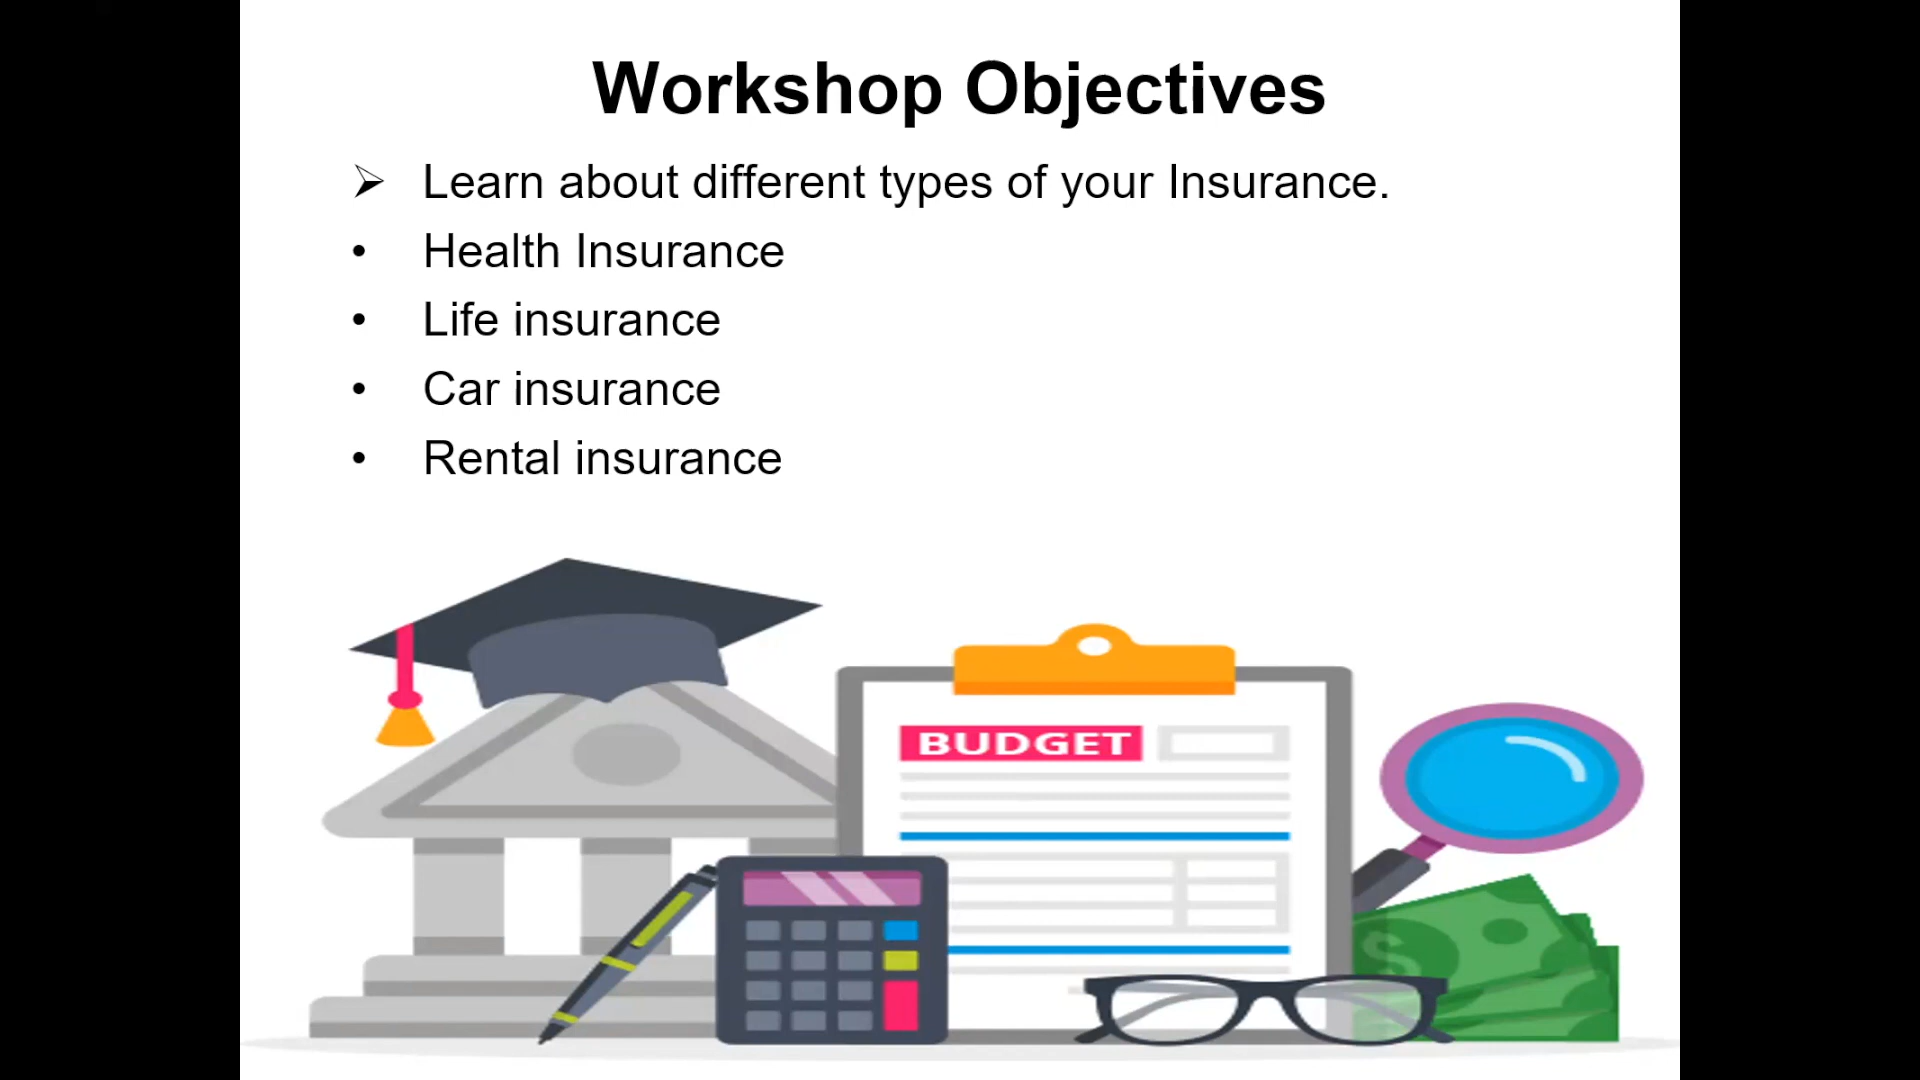 Workshop Objectives
➢ Learn about different types of your Insurance.
• Health Insurance
• Life insurance
• Car insurance
• Rental insurance
BUDGET
$